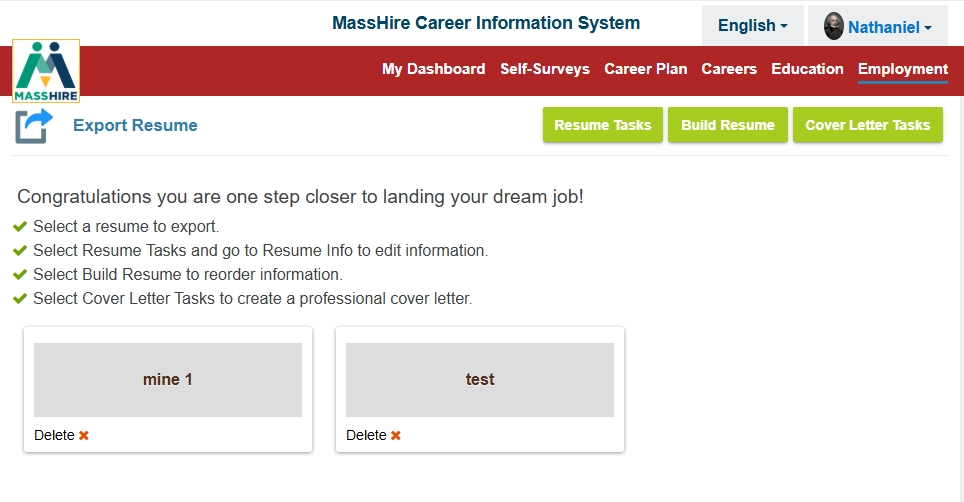 MassHire Career Information System
English
Nathaniel
MASSHIRE
My Dashboard Self-Surveys Career Plan Careers Education Employment
Export Resume
Resume Tasks Build Resume Cover Letter Tasks
Congratulations you are one step closer to landing your dream job!
Select a resume to export.
Select Resume Tasks and go to Resume Info to edit information.
Select Build Resume to reorder information.
Select Cover Letter Tasks to create a professional cover letter.
mine 1
test
Delete
Delete